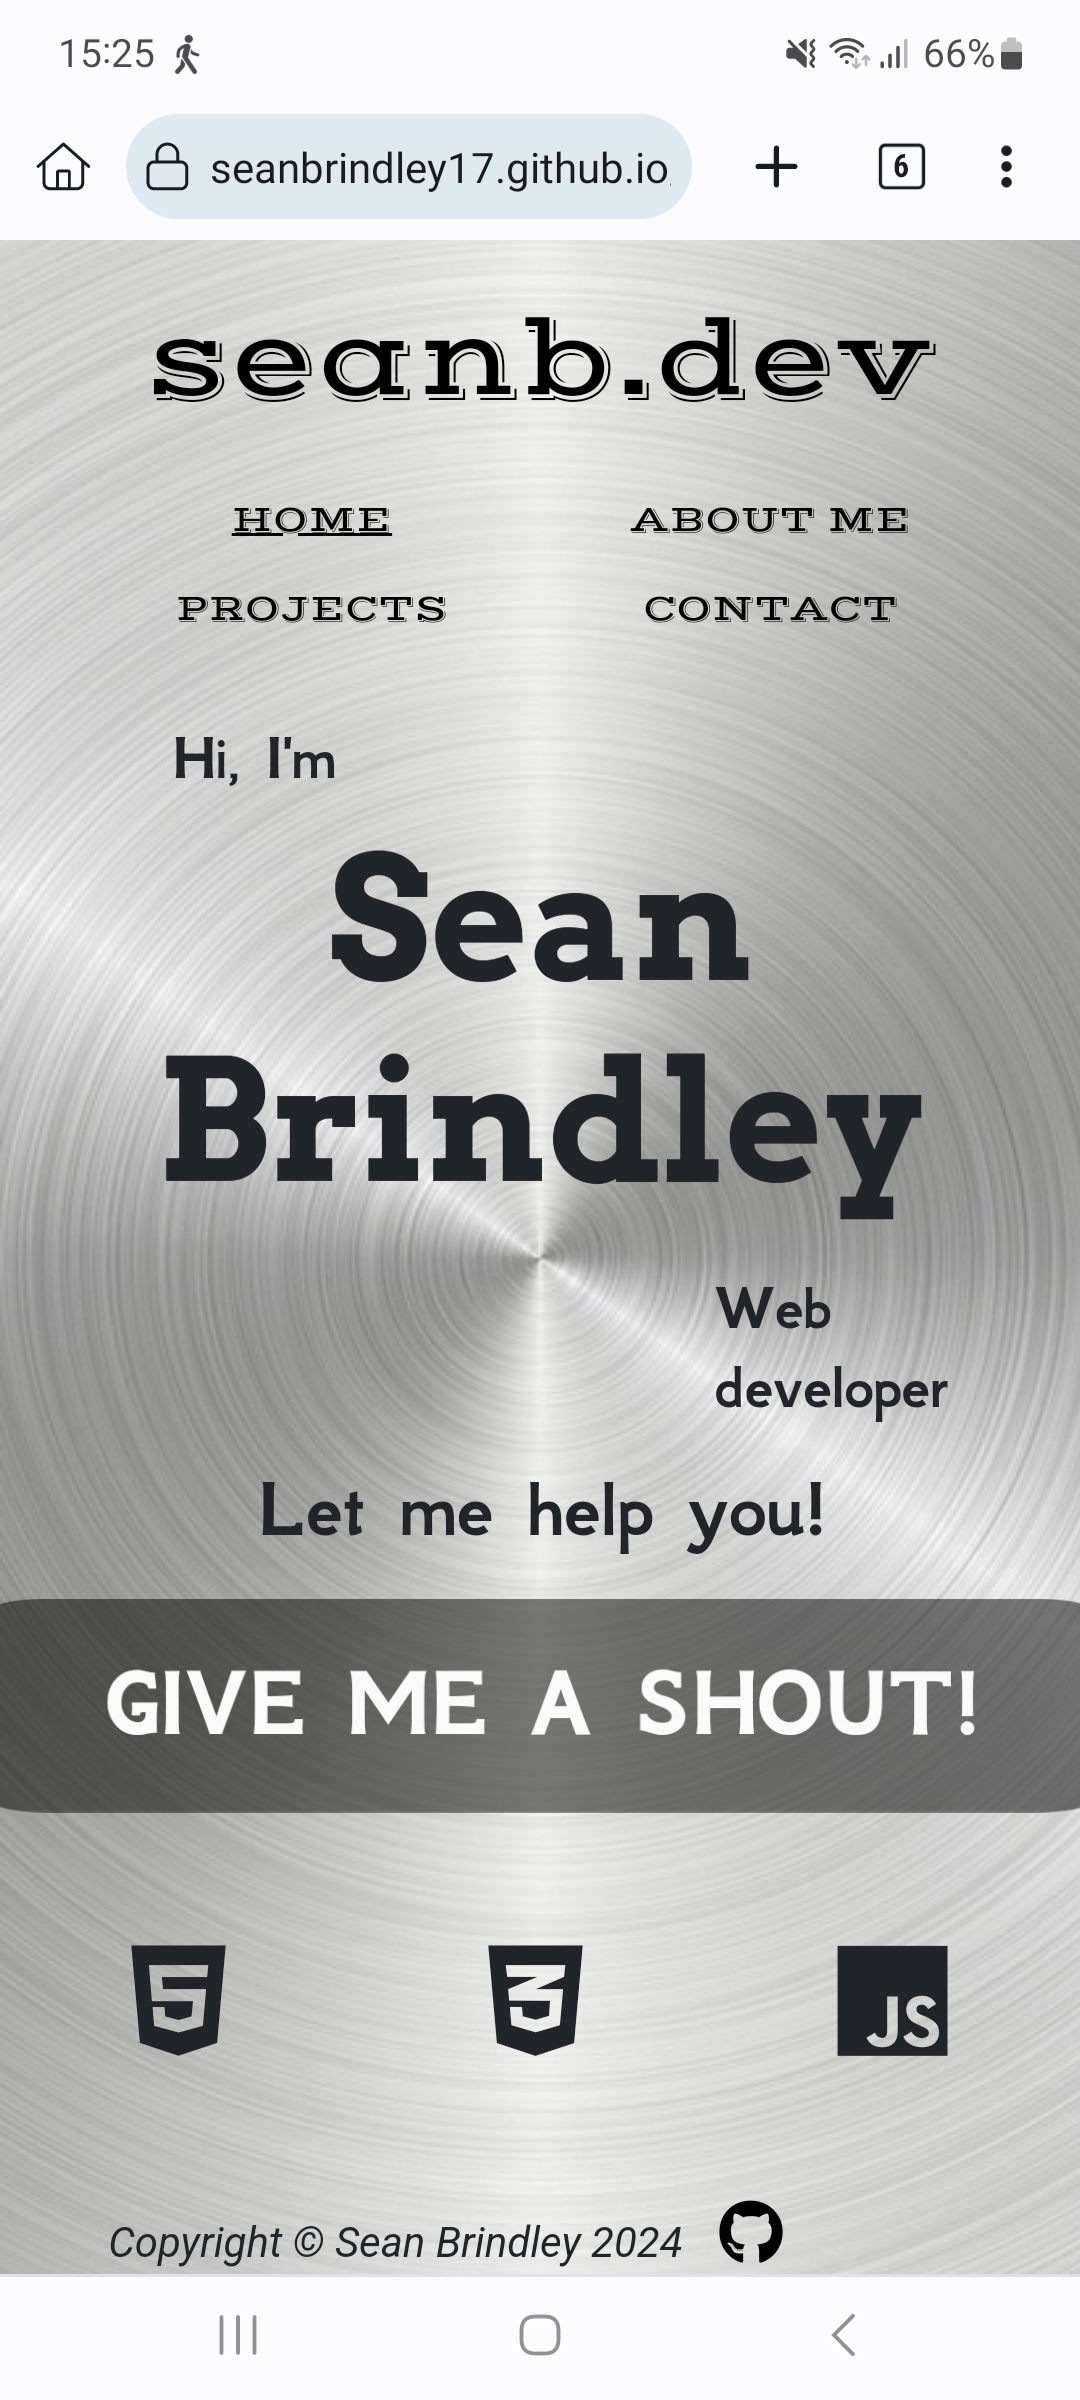 15:25
66%
seanbrindley17.github.io
6
seanb.dev
HOME ABOUT ME
PROJECTS CONTACT
Hi, I'm
Sean
Brindley
Web
developer
Let me help you!
GIVE ME A SHOUT!
5 3 JS
Copyright © Sean Brindley 2024